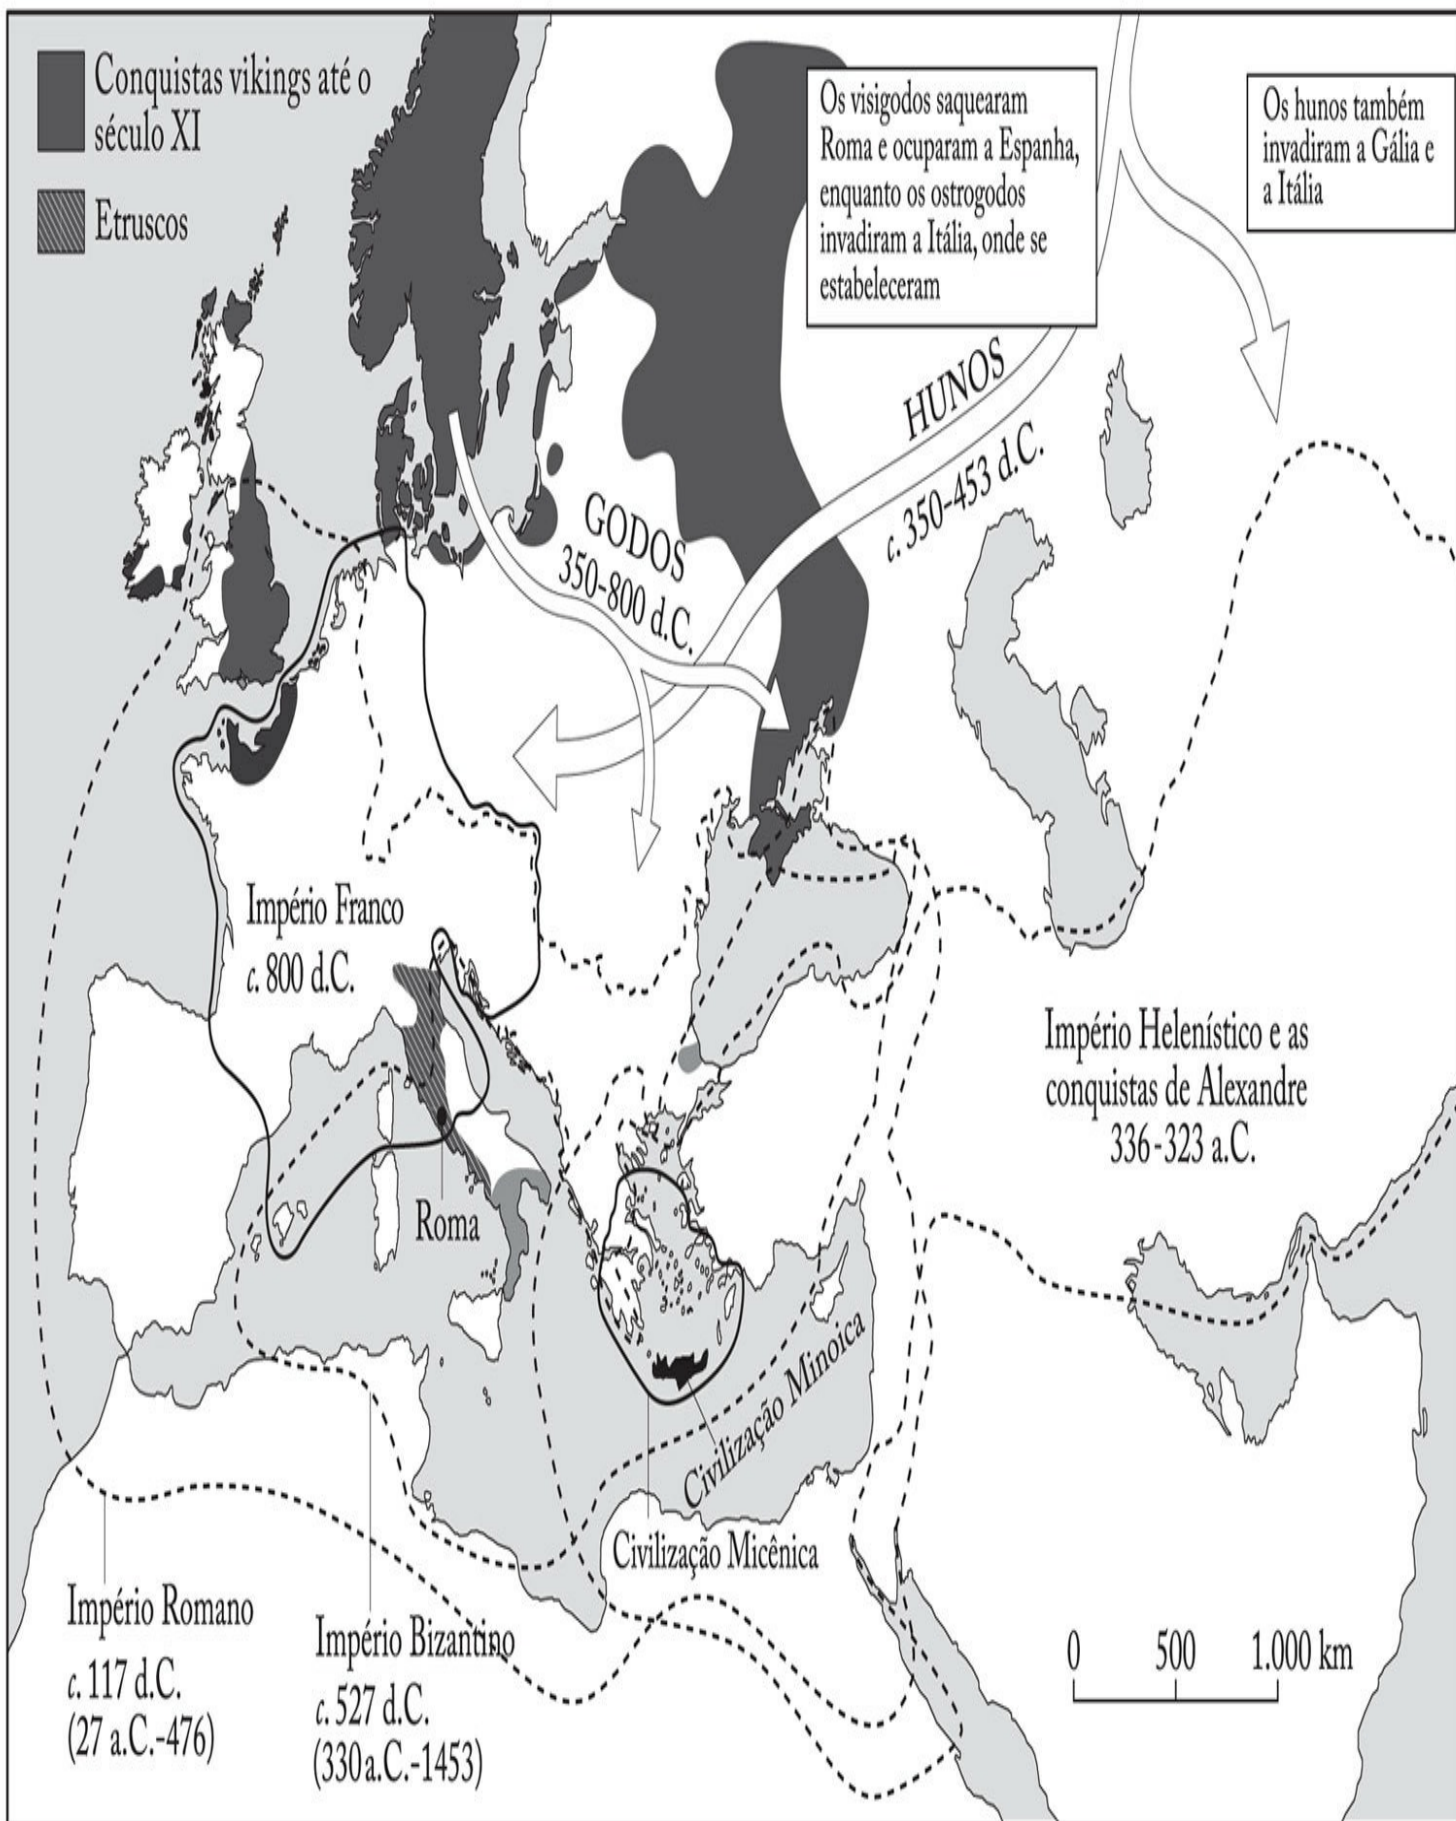 Conquistas vikings até o
século XI
Etruscos
Os visigodos saquearam
Roma e ocuparam a Espanha,
enquanto os ostrogodos
invadiram a Itália, onde se
estabeleceram
Os hunos também
invadiram a Gália e
a Itália
HUNOS
c. 350-453 d.C.
GODOS
350-800 d.C.
Império Franco
c. 800 d.C.
Império Helenístico e as
conquistas de Alexandre
336-323 a.C.
Roma
Civilização Minoica
Civilização Micênica
Império Romano
c. 117 d.C.
(27 a.C.-476)
Império Bizantino
c. 527 d.C.
(330 a.C.-1453)
0 500 1.000 km